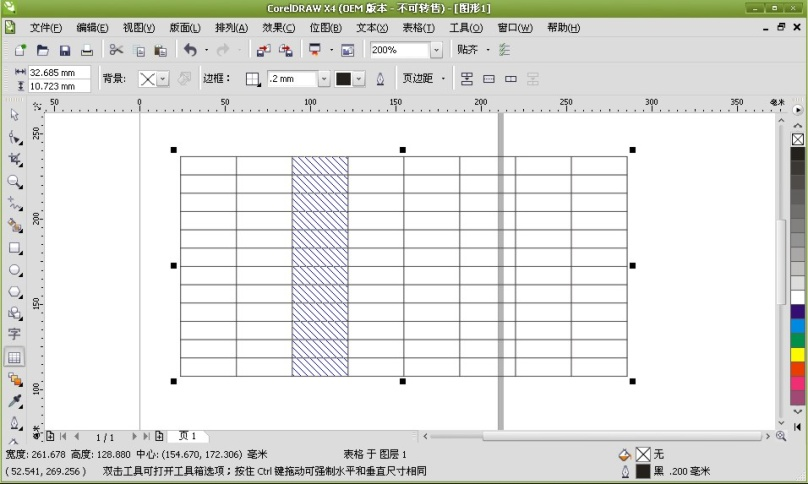 CorelDRAW X4 (OEM 版本 - 不可转售) - [图形1]
文件(F) 编辑(E) 视图(V) 版面(L) 排列(A) 效果(C) 位图(B) 文本(X) 表格(T) 工具(O) 窗口(W) 帮助(H)
200% 贴齐
32.685 mm
10.723 mm
背景: 边框: .2 mm 页边距
50 0 50 100 150 200 250 300 350 毫米
250
200
150
100
字
1 / 1 页 1
宽度: 261.678 高度: 128.880 中心: (154.670, 172.306) 毫米 表格 于 图层 1 无
(52.541, 269.256) 双击工具可打开工具箱选项；按住 Ctrl 键拖动可强制水平和垂直尺寸相同 黑 .200 毫米